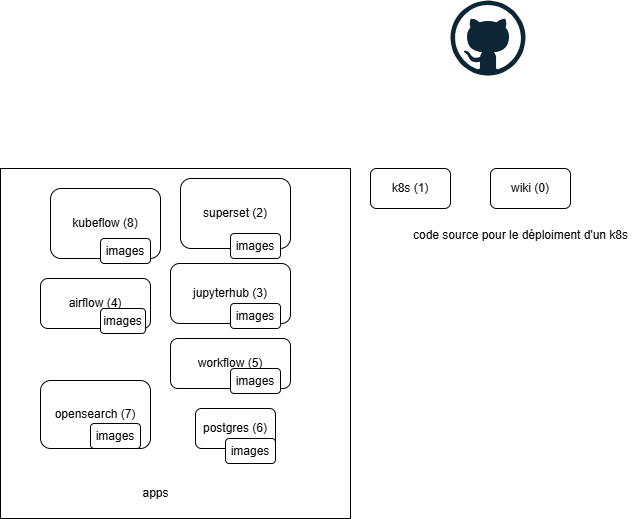 k8s (1)
wiki (0)
superset (2)
kubeflow (8)
code source pour le déploiment d'un k8s
images
images
jupyterhub (3)
airflow (4)
images
images
workflow (5)
images
opensearch (7)
postgres (6)
images
images
apps